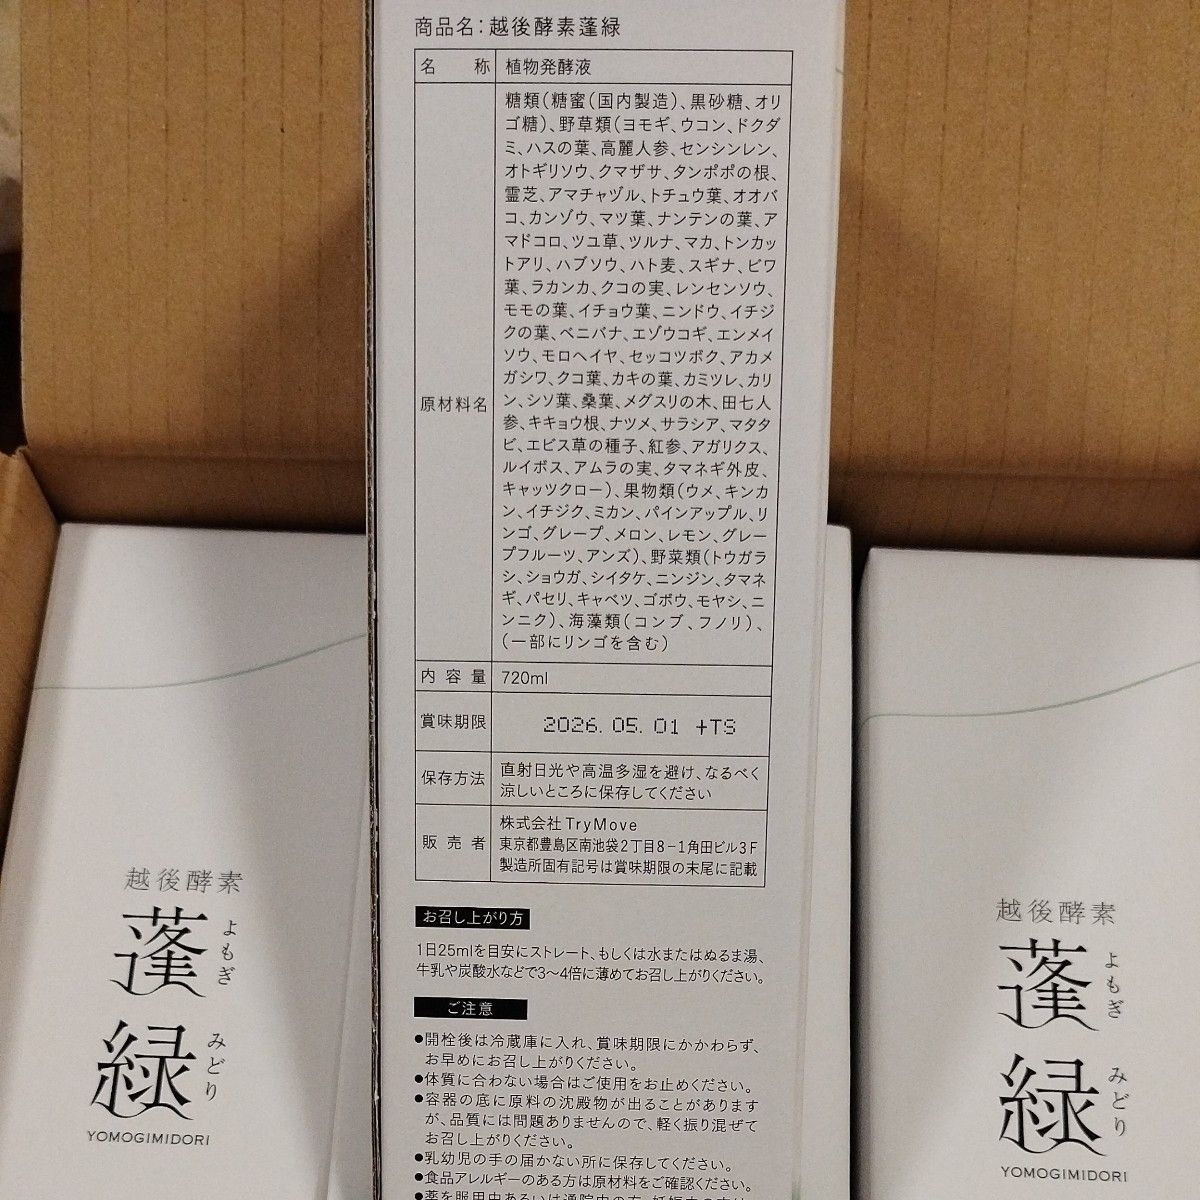 商品名:越後酵素蓬緑
名称 植物発酵液
原材料名
糖類(糖蜜(国内製造)、黒砂糖、オリ
ゴ糖)、野草類(ヨモギ、ウコン、ドクダ
ミ、ハスの葉、高麗人参、センシンレン、
オトギリソウ、クマザサ、タンポポの根、
霊芝、アマチャヅル、トチュウ葉、オオバ
コ、カンゾウ、マツ葉、ナンテンの葉、ア
マドコロ、ツユ草、ツルナ、マカ、トンカッ
トアリ、ハブソウ、ハト麦、スギナ、ビワ
葉、ラカンカ、クコの実、レンセンソウ、
モモの葉、イチョウ葉、ニンドウ、イチジ
クの葉、ベニバナ、エゾウコギ、エンメイ
ソウ、モロヘイヤ、セッコツボク、アカメ
ガシワ、クコ葉、カキの葉、カミツレ、カリ
ン、シソ葉、桑葉、メグスリの木、田七人
参、キキョウ根、ナツメ、サラシア、マタタ
ビ、エビス草の種子、紅参、アガリクス、
ルイボス、アムラの実、タマネギ外皮、
キャッツクロー)、果物類(ウメ、キンカ
ン、イチジク、ミカン、パインアップル、リ
ンゴ、グレープ、メロン、レモン、グレー
プフルーツ、アンズ)、野菜類(トウガラ
シ、ショウガ、シイタケ、ニンジン、タマネ
ギ、パセリ、キャベツ、ゴボウ、モヤシ、ニ
ンニク)、海藻類(コンブ、フノリ)、
(一部にリンゴを含む)
内容量 720ml
賞味期限 2026.05.01 +TS
保存方法
直射日光や高温多湿を避け、なるべく
涼しいところに保存してください
販売者
株式会社TryMove
東京都豊島区南池袋2丁目8-1角田ビル3F
製造所固有記号は賞味期限の末尾に記載
お召し上がり方
1日25mlを目安にストレート、もしくは水またはぬるま湯、
牛乳や炭酸水などで3〜4倍に薄めてお召し上がりください。
ご注意
●開栓後は冷蔵庫に入れ、賞味期限にかかわらず、
お早めにお召し上がりください。
●体質に合わない場合はご使用をお止めください。
●容器の底に原料の沈殿物が出ることがあります
が、品質には問題ありませんので、軽く振り混ぜて
お召し上がりください。
●乳幼児の手の届かない所に保存してください。
●食品アレルギーのある方は原材料をご確認ください。
越後酵素
蓬緑
よもぎ
みどり
YOMOGIMIDORI
越後酵素
蓬緑
よもぎ
みどり
YOMOGIMIDORI